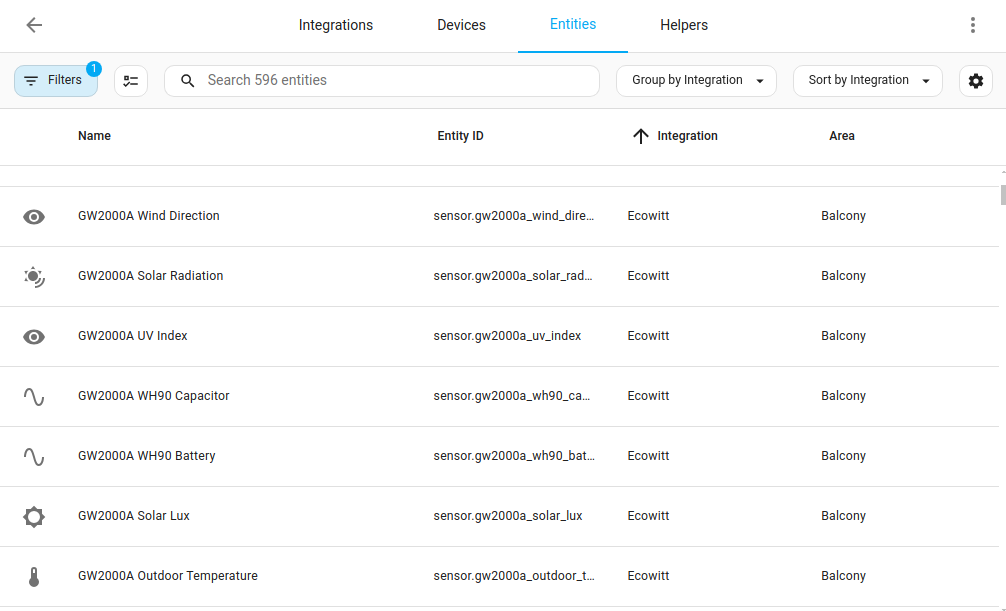 Integrations Devices Entities Helpers
Filters 1 Search 596 entities Group by Integration Sort by Integration
Name Entity ID Integration Area
GW2000A Wind Direction sensor.gw2000a_wind_dire… Ecowitt Balcony
GW2000A Solar Radiation sensor.gw2000a_solar_rad… Ecowitt Balcony
GW2000A UV Index sensor.gw2000a_uv_index Ecowitt Balcony
GW2000A WH90 Capacitor sensor.gw2000a_wh90_ca… Ecowitt Balcony
GW2000A WH90 Battery sensor.gw2000a_wh90_bat… Ecowitt Balcony
GW2000A Solar Lux sensor.gw2000a_solar_lux Ecowitt Balcony
GW2000A Outdoor Temperature sensor.gw2000a_outdoor_t… Ecowitt Balcony